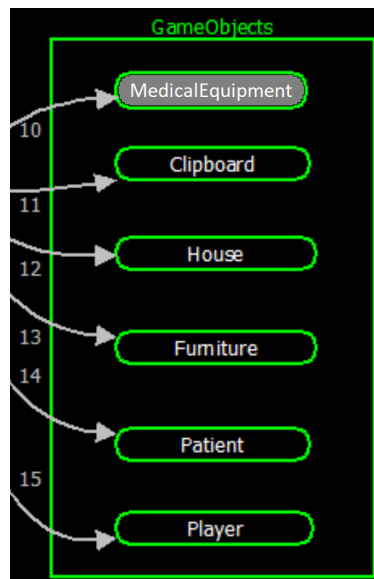 GameObjects
MedicalEquipment
10
Clipboard
11
House
12
13
Furniture
14
Patient
15
Player